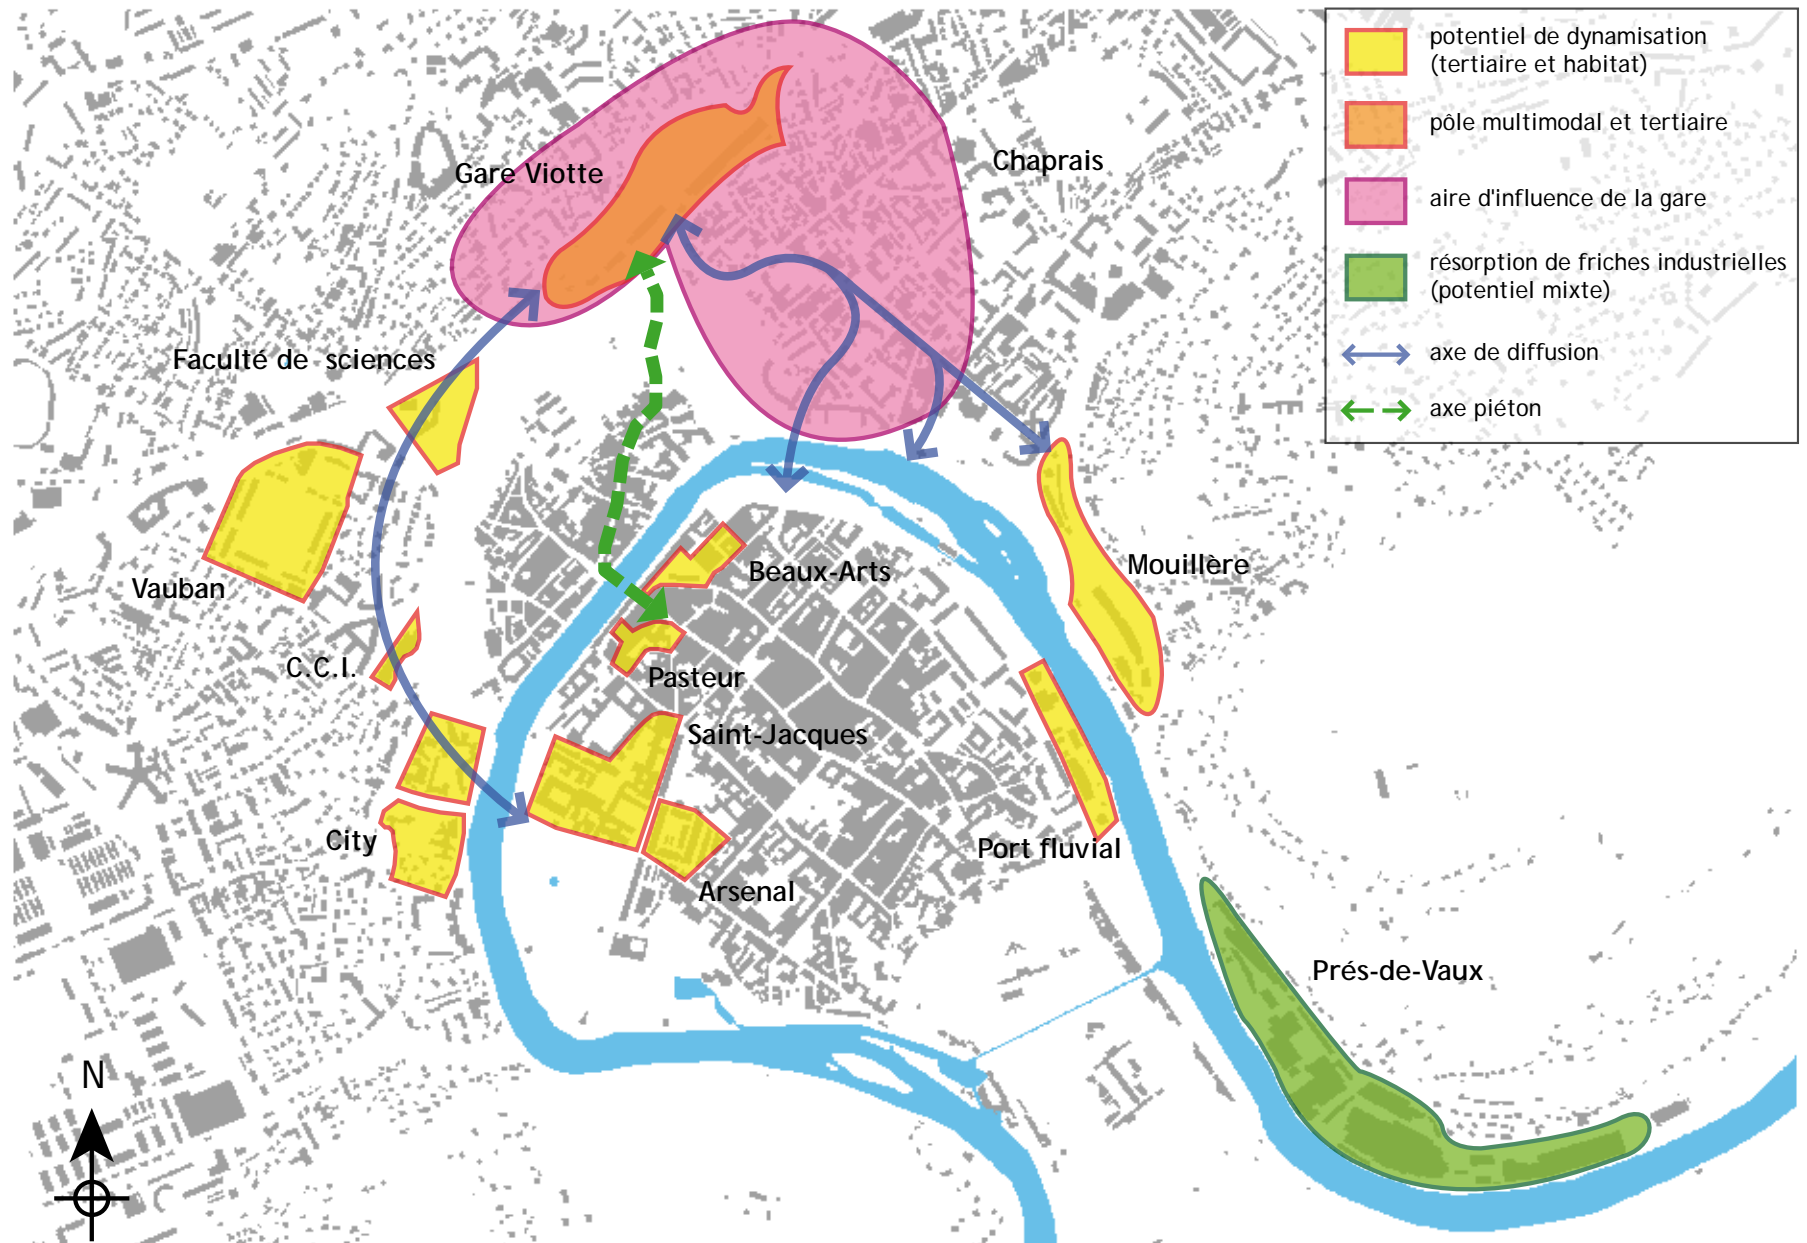 potentiel de dynamisation
(tertiaire et habitat)
pôle multimodal et tertiaire
aire d'influence de la gare
résorption de friches industrielles
(potentiel mixte)
axe de diffusion
axe piéton
Gare Viotte
Chaprais
Faculté de sciences
Vauban
Beaux-Arts
Mouillère
C.C.I.
Pasteur
Saint-Jacques
City
Port fluvial
Arsenal
Prés-de-Vaux
N